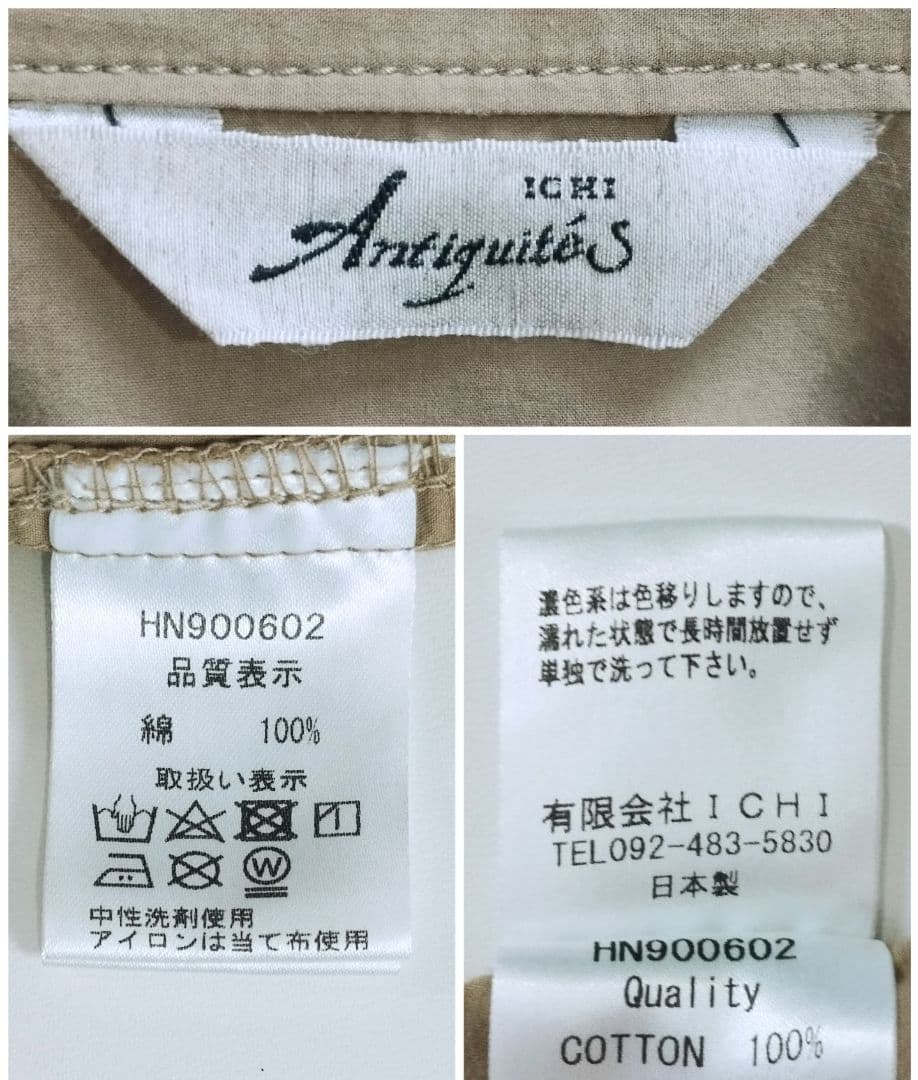 ICHI
Antiquités
HN900602
品質表示
綿 100%
取扱い表示
W
中性洗剤使用
アイロンは当て布使用
濃色系は色移りしますので、
濡れた状態で長時間放置せず
単独で洗って下さい。
有限会社ICHI
TEL092-483-5830
日本製
HN900602
Quality
COTTON 100%